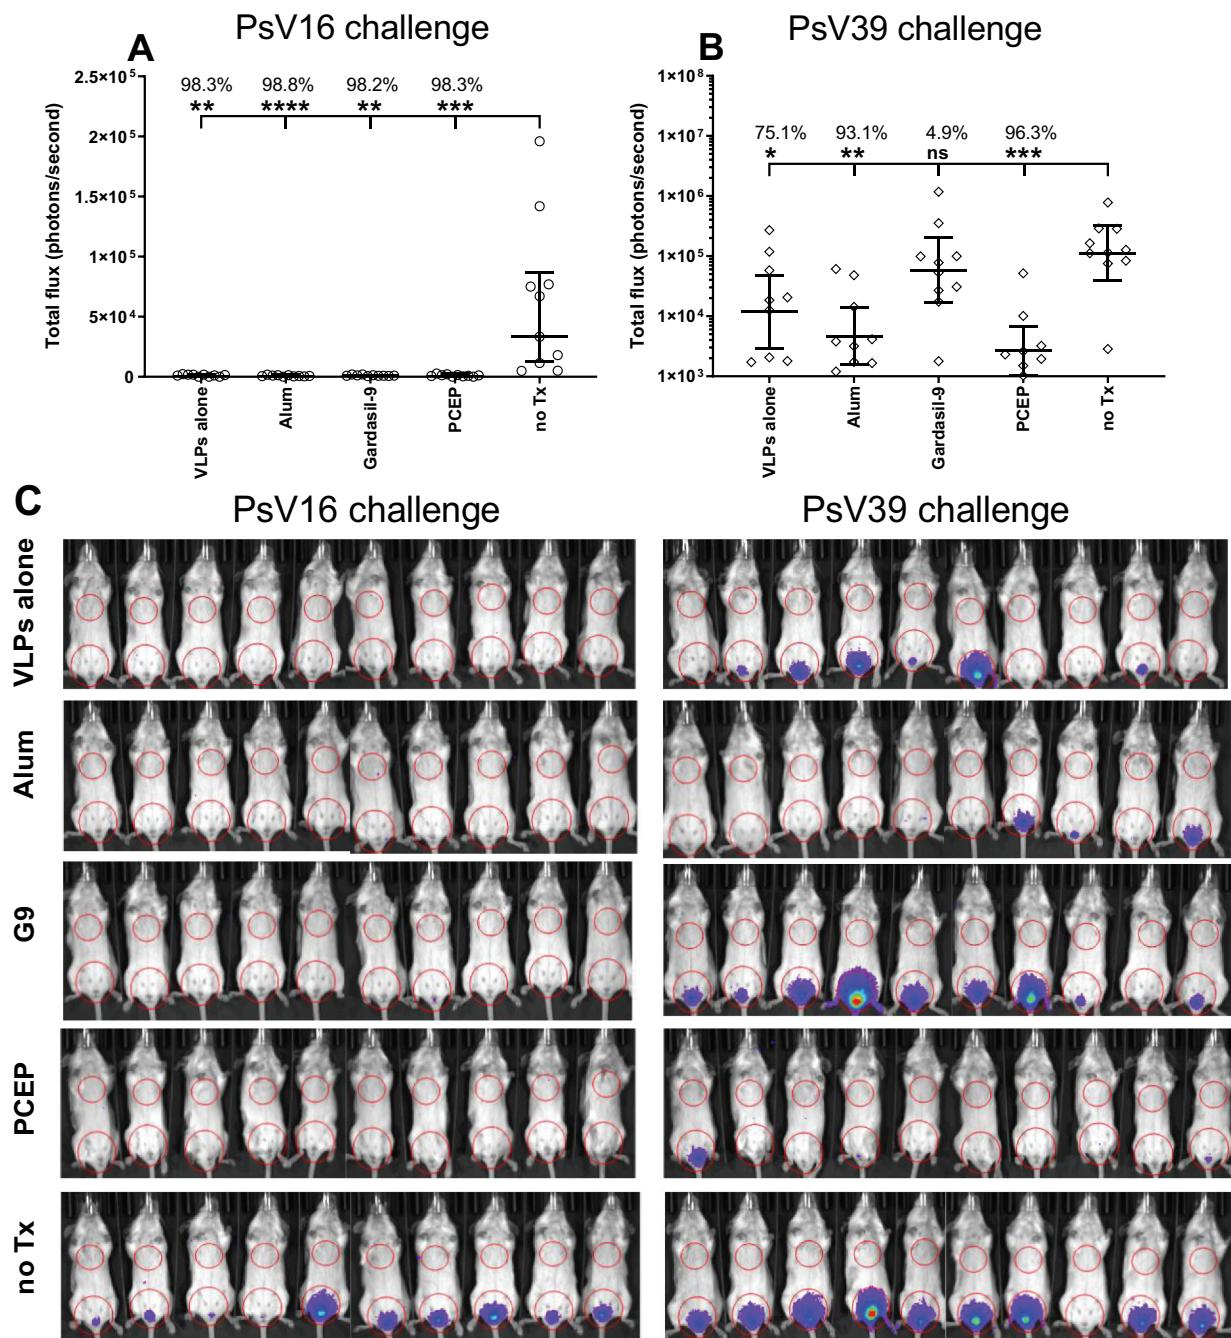 PsV16 challenge
A
Total flux (photons/second)
2.5×10⁵
2×10⁵
1.5×10⁵
1×10⁵
5×10⁴
0
98.3%
98.8%
98.2%
98.3%
**
****
**
***
VLPs alone
Alum
Gardasil-9
PCEP
no Tx
PsV39 challenge
B
Total flux (photons/second)
1×10⁸
1×10⁷
1×10⁶
1×10⁵
1×10⁴
1×10³
75.1%
93.1%
4.9%
96.3%
*
**
ns
***
VLPs alone
Alum
Gardasil-9
PCEP
no Tx
C
PsV16 challenge
PsV39 challenge
VLPs alone
Alum
G9
PCEP
no Tx